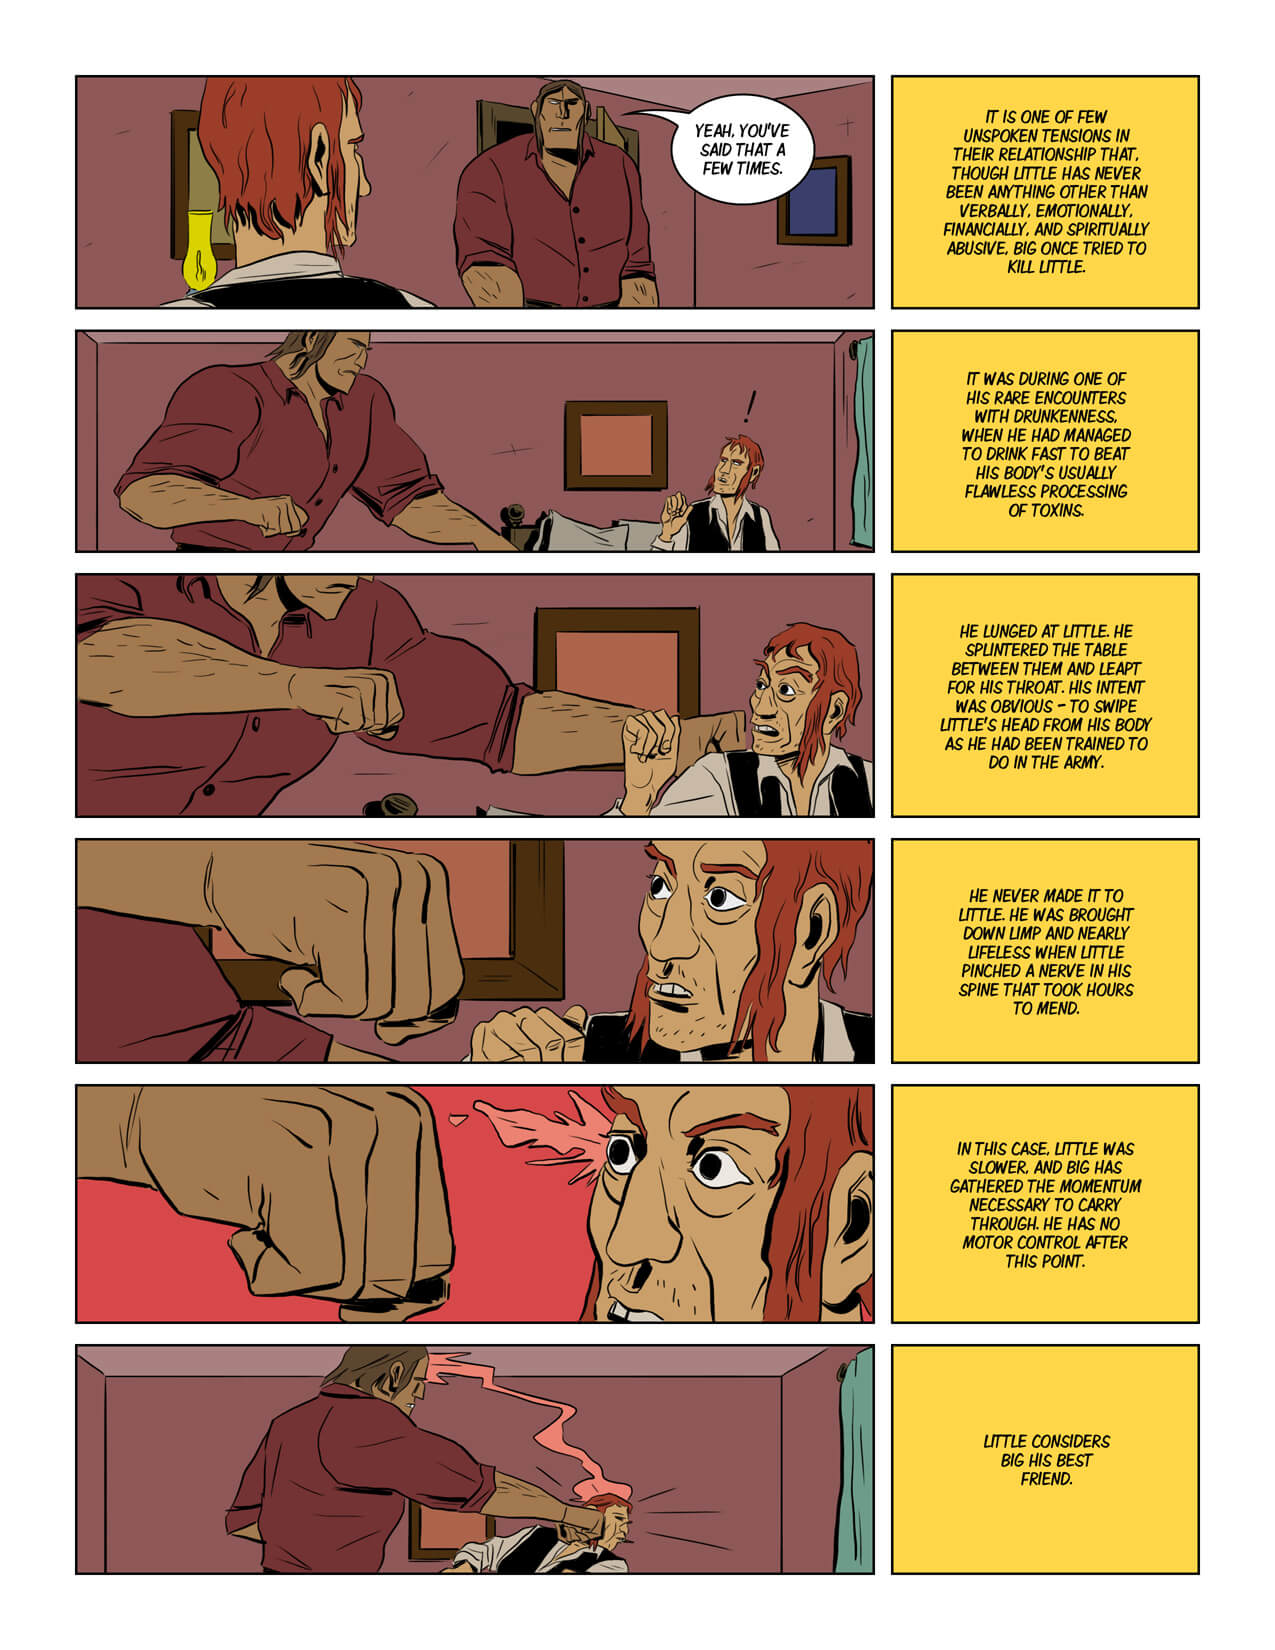 YEAH, YOU'VE
SAID THAT A
FEW TIMES.
IT IS ONE OF FEW
UNSPOKEN TENSIONS IN
THEIR RELATIONSHIP THAT,
THOUGH LITTLE HAS NEVER
BEEN ANYTHING OTHER THAN
VERBALLY, EMOTIONALLY,
FINANCIALLY, AND SPIRITUALLY
ABUSIVE, BIG ONCE TRIED TO
KILL LITTLE.
!
IT WAS DURING ONE OF
HIS RARE ENCOUNTERS
WITH DRUNKENNESS,
WHEN HE HAD MANAGED
TO DRINK FAST TO BEAT
HIS BODY'S USUALLY
FLAWLESS PROCESSING
OF TOXINS.
HE LUNGED AT LITTLE. HE
SPLINTERED THE TABLE
BETWEEN THEM AND LEAPT
FOR HIS THROAT. HIS INTENT
WAS OBVIOUS - TO SWIPE
LITTLE'S HEAD FROM HIS BODY
AS HE HAD BEEN TRAINED TO
DO IN THE ARMY.
HE NEVER MADE IT TO
LITTLE. HE WAS BROUGHT
DOWN LIMP AND NEARLY
LIFELESS WHEN LITTLE
PINCHED A NERVE IN HIS
SPINE THAT TOOK HOURS
TO MEND.
IN THIS CASE, LITTLE WAS
SLOWER, AND BIG HAS
GATHERED THE MOMENTUM
NECESSARY TO CARRY
THROUGH. HE HAS NO
MOTOR CONTROL AFTER
THIS POINT.
LITTLE CONSIDERS
BIG HIS BEST
FRIEND.